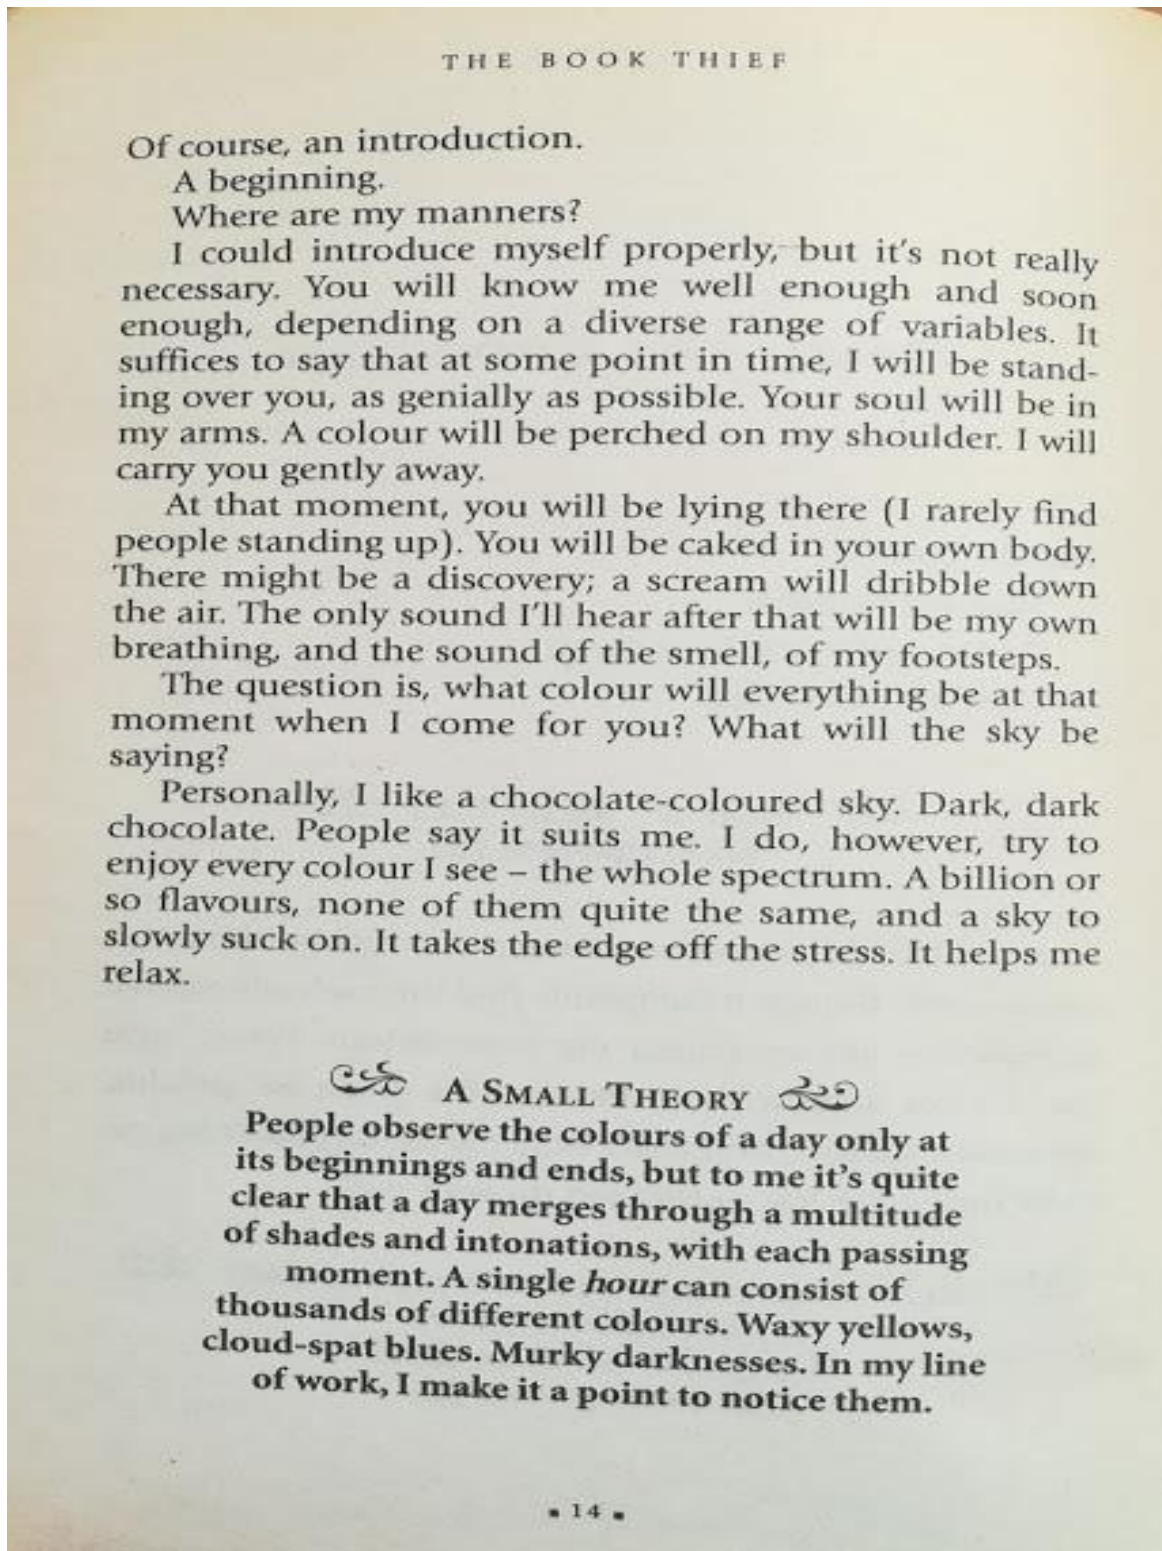 THE BOOK THIEF
Of course, an introduction.
A beginning.
Where are my manners?
I could introduce myself properly, but it's not really
necessary. You will know me well enough and soon
enough, depending on a diverse range of variables. It
suffices to say that at some point in time, I will be stand-
ing over you, as genially as possible. Your soul will be in
my arms. A colour will be perched on my shoulder. I will
carry you gently away.
At that moment, you will be lying there (I rarely find
people standing up). You will be caked in your own body.
There might be a discovery; a scream will dribble down
the air. The only sound I'll hear after that will be my own
breathing, and the sound of the smell, of my footsteps.
The question is, what colour will everything be at that
moment when I come for you? What will the sky be
saying?
Personally, I like a chocolate-coloured sky. Dark, dark
chocolate. People say it suits me. I do, however, try to
enjoy every colour I see – the whole spectrum. A billion or
so flavours, none of them quite the same, and a sky to
slowly suck on. It takes the edge off the stress. It helps me
relax.
A SMALL THEORY
People observe the colours of a day only at
its beginnings and ends, but to me it's quite
clear that a day merges through a multitude
of shades and intonations, with each passing
moment. A single hour can consist of
thousands of different colours. Waxy yellows,
cloud-spat blues. Murky darknesses. In my line
of work, I make it a point to notice them.
▪ 14 ▪